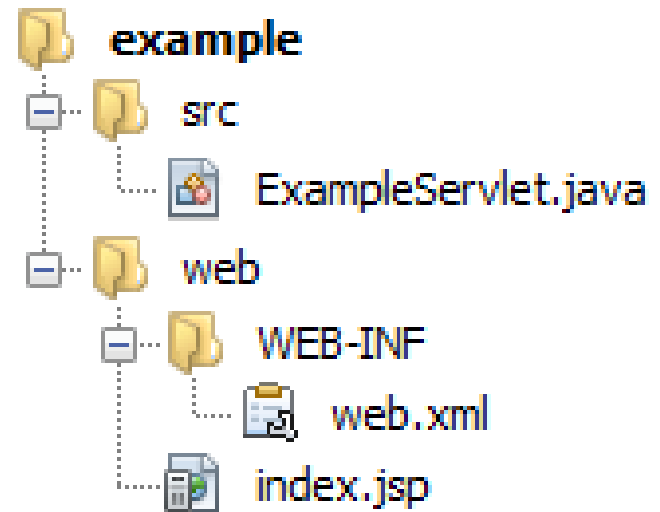 example
src
ExampleServlet.java
web
WEB-INF
web.xml
index.jsp